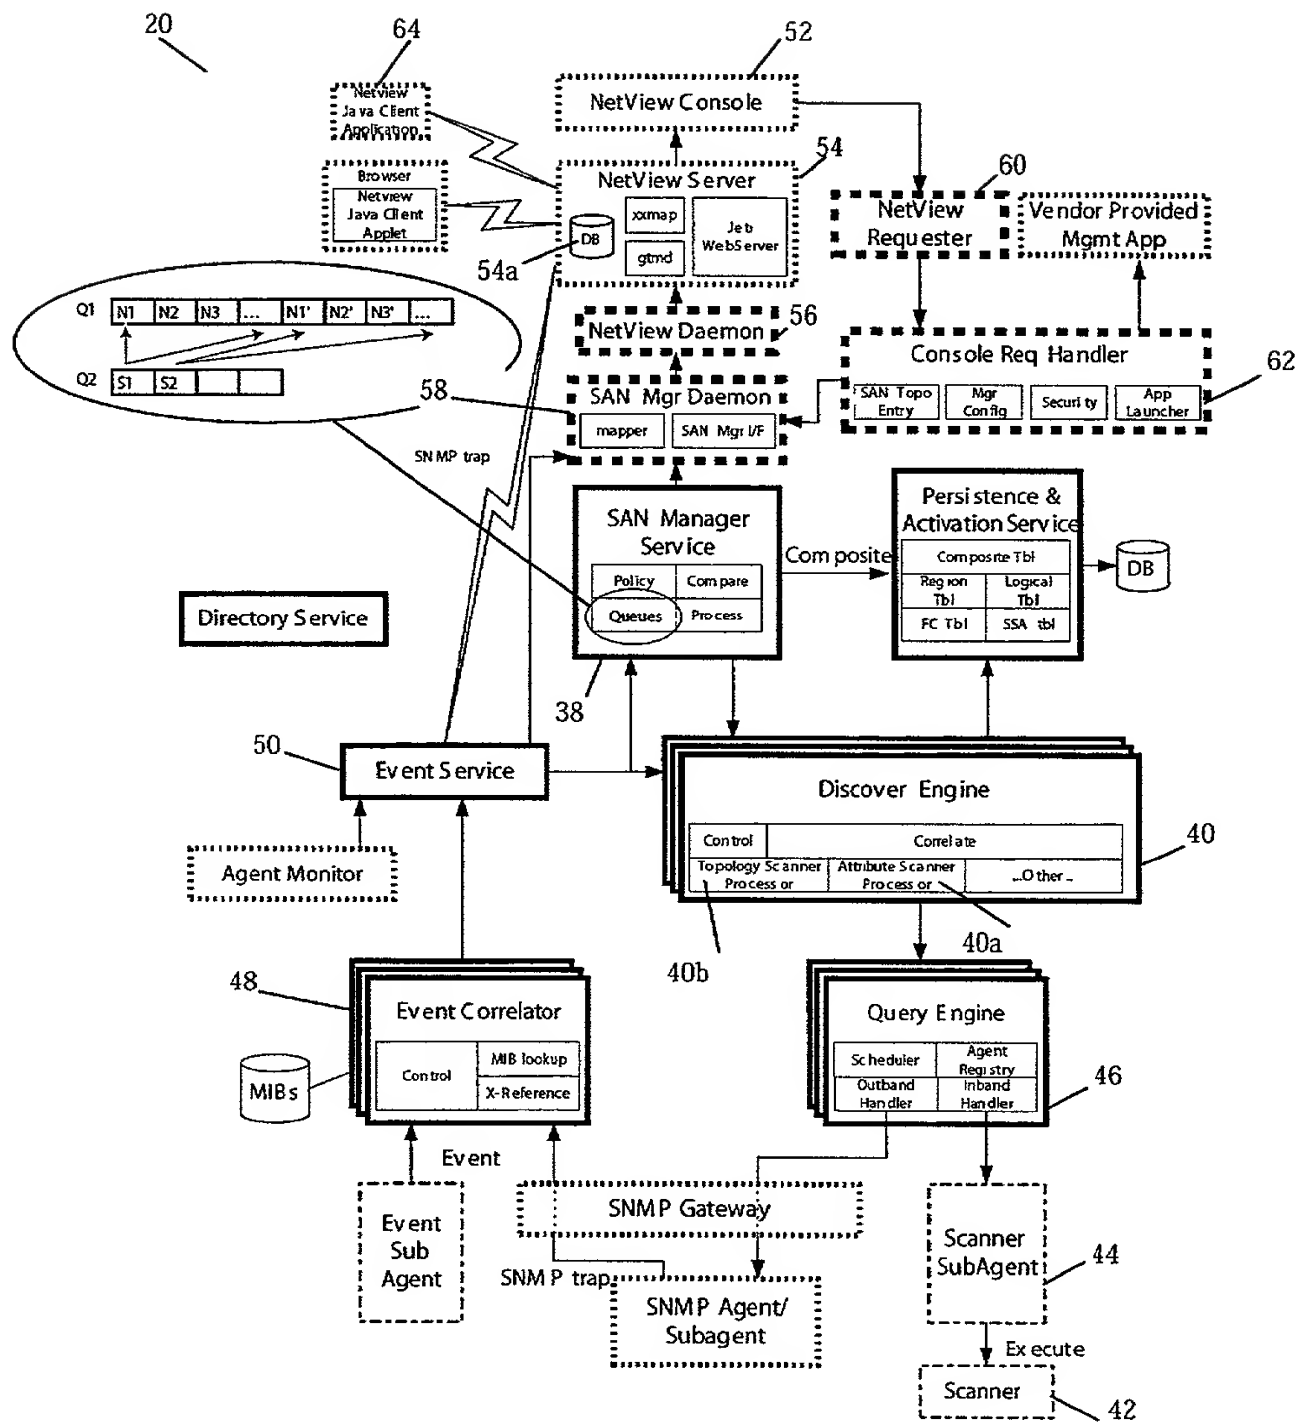 20
64
52
Netview
Java Client
Application
NetView Console
54
60
Browser
Netview
Java Client
Applet
NetView Server
DB
xxmap
gtmd
Jeb
WebServer
54a
NetView
Requester
Vendor Provided
Mgmt App
Q1 N1 N2 N3 ... N1' N2' N3' ...
Q2 S1 S2
NetView Daemon
56
Console Req Handler
SAN Topo
Entry
Mgr
Config
Security
App
Launcher
62
58
SAN Mgr Daemon
mapper
SAN Mgr I/F
SNMP trap
SAN Manager
Service
Policy
Compare
Queues
Process
38
Composite
Persistence &
Activation Service
Composite Tbl
Region
Tbl
Logical
Tbl
FC Tbl
SSA tbl
DB
Directory Service
50
Event Service
Agent Monitor
Discover Engine
Control
Correlate
Topology Scanner
Processor
Attribute Scanner
Processor
...Other ..
40
40b
40a
48
Event Correlator
Control
MIB lookup
X-Reference
MIBs
Query Engine
Scheduler
Agent
Registry
Outband
Handler
Inband
Handler
46
Event
Event
Sub
Agent
SNMP Gateway
SNMP trap
SNMP Agent/
Subagent
Scanner
SubAgent
44
Execute
Scanner
42